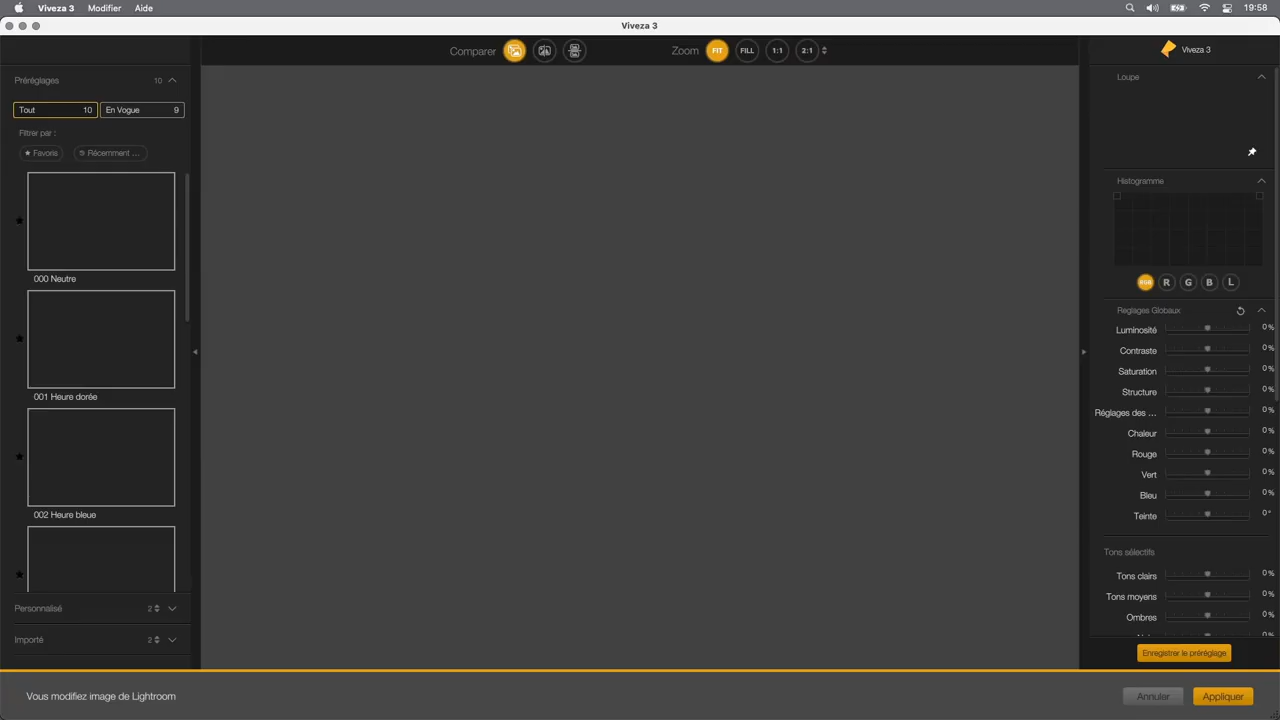 Viveza 3 Modifier Aide 19:58
Viveza 3
Comparer Zoom FIT FILL 1:1 2:1 Viveza 3
Préréglages 10
Tout 10 En Vogue 9
Filtrer par :
Favoris Récemment ...
000 Neutre
001 Heure dorée
002 Heure bleue
Personnalisé 2
Importé 2
Loupe
Histogramme
RGB R G B L
Reglages Globaux
Luminosité 0 %
Contraste 0 %
Saturation 0 %
Structure 0 %
Réglages des ... 0 %
Chaleur 0 %
Rouge 0 %
Vert 0 %
Bleu 0 %
Teinte 0 °
Tons sélectifs
Tons clairs 0 %
Tons moyens 0 %
Ombres 0 %
Enregistrer le préréglage
Vous modifiez image de Lightroom Annuler Appliquer